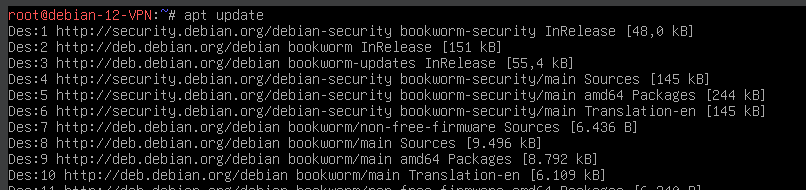 root@debian-12-VPN:~# apt update
Des:1 http://security.debian.org/debian-security bookworm-security InRelease [48,0 kB]
Des:2 http://deb.debian.org/debian bookworm InRelease [151 kB]
Des:3 http://deb.debian.org/debian bookworm-updates InRelease [55,4 kB]
Des:4 http://security.debian.org/debian-security bookworm-security/main Sources [145 kB]
Des:5 http://security.debian.org/debian-security bookworm-security/main amd64 Packages [244 kB]
Des:6 http://security.debian.org/debian-security bookworm-security/main Translation-en [145 kB]
Des:7 http://deb.debian.org/debian bookworm/non-free-firmware Sources [6.436 B]
Des:8 http://deb.debian.org/debian bookworm/main Sources [9.496 kB]
Des:9 http://deb.debian.org/debian bookworm/main amd64 Packages [8.792 kB]
Des:10 http://deb.debian.org/debian bookworm/main Translation-en [6.109 kB]